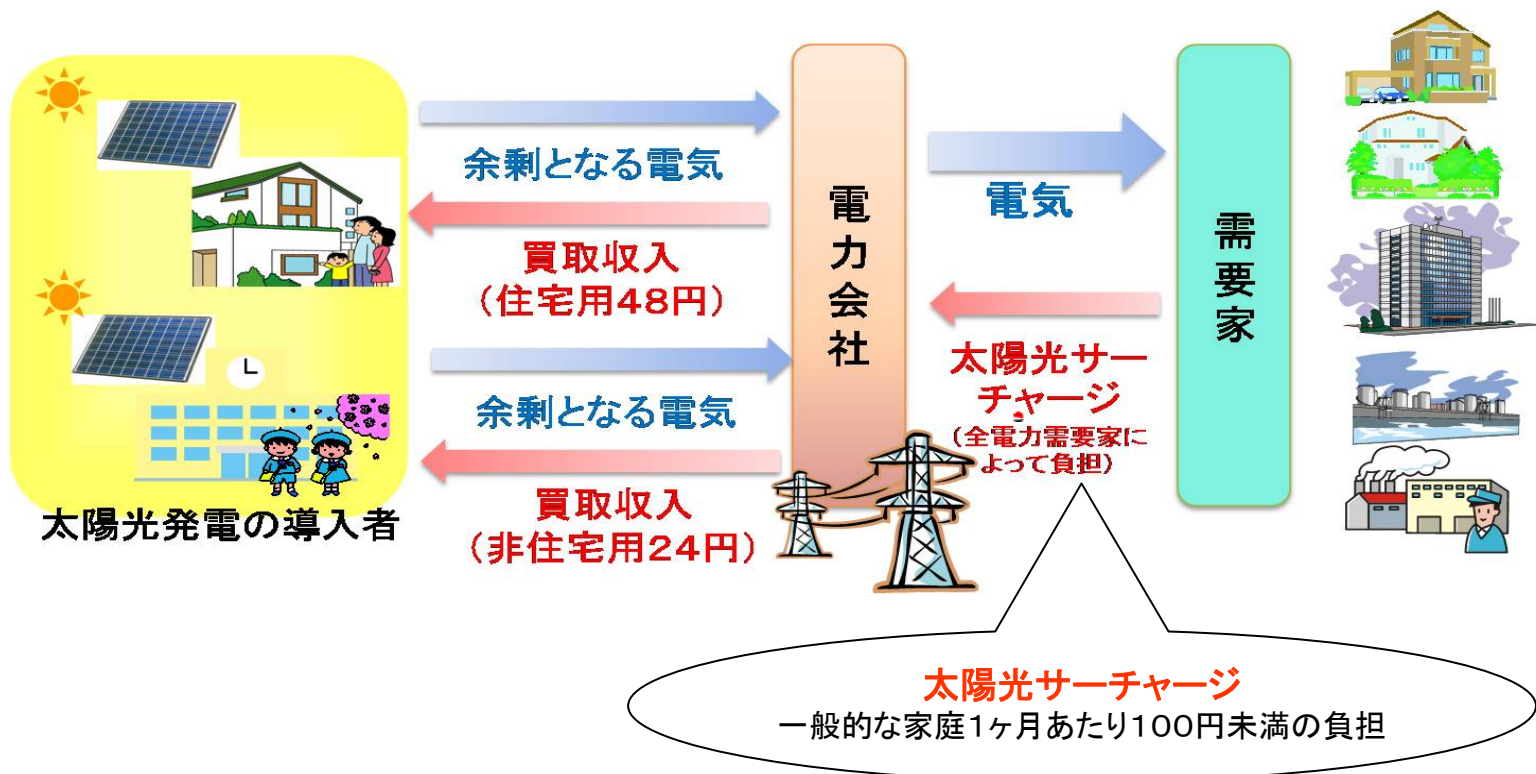 余剰となる電気
買取収入
（住宅用48円）
余剰となる電気
買取収入
（非住宅用24円）
太陽光発電の導入者
電力会社
電気
太陽光サー
チャージ
（全電力需要家に
よって負担）
需要家
太陽光サーチャージ
一般的な家庭1ヶ月あたり100円未満の負担